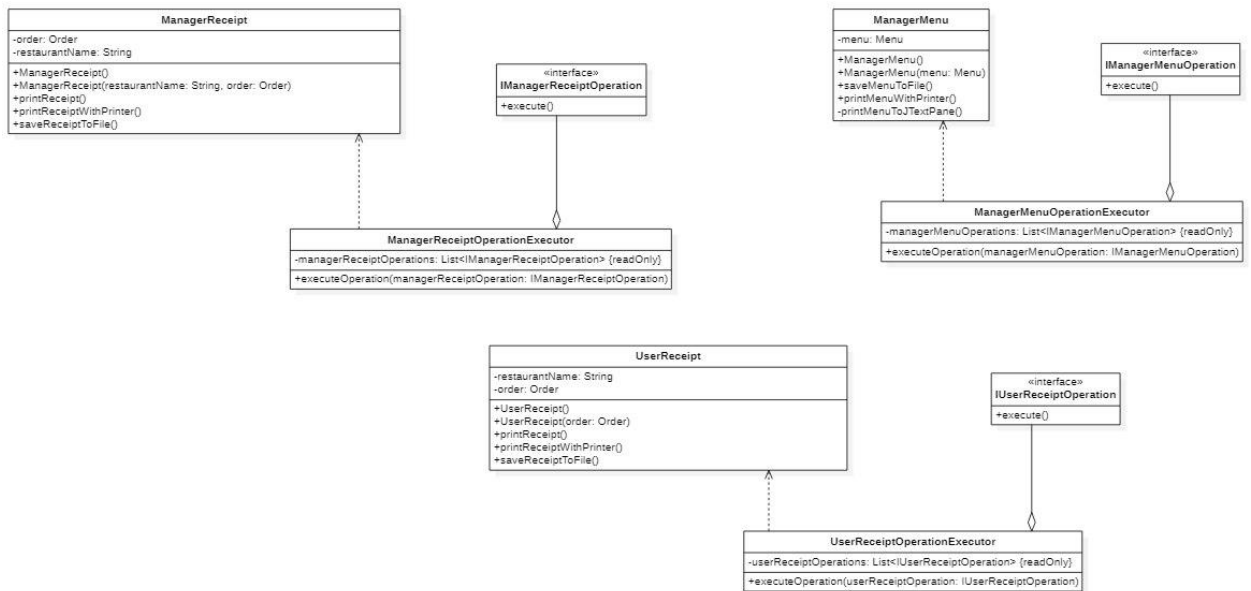 ManagerReceipt
-order: Order
-restaurantName: String
+ManagerReceipt()
+ManagerReceipt(restaurantName: String, order: Order)
+printReceipt()
+printReceiptWithPrinter()
+saveReceiptToFile()
«interface»
IManagerReceiptOperation
+execute()
ManagerReceiptOperationExecutor
-managerReceiptOperations: List<IManagerReceiptOperation> {readOnly}
+executeOperation(managerReceiptOperation: IManagerReceiptOperation)
ManagerMenu
-menu: Menu
+ManagerMenu()
+ManagerMenu(menu: Menu)
+saveMenuToFile()
+printMenuWithPrinter()
-printMenuToJTextPane()
«interface»
IManagerMenuOperation
+execute()
ManagerMenuOperationExecutor
-managerMenuOperations: List<IManagerMenuOperation> {readOnly}
+executeOperation(managerMenuOperation: IManagerMenuOperation)
UserReceipt
-restaurantName: String
-order: Order
+UserReceipt()
+UserReceipt(order: Order)
+printReceipt()
+printReceiptWithPrinter()
+saveReceiptToFile()
«interface»
IUserReceiptOperation
+execute()
UserReceiptOperationExecutor
-userReceiptOperations: List<IUserReceiptOperation> {readOnly}
+executeOperation(userReceiptOperation: IUserReceiptOperation)